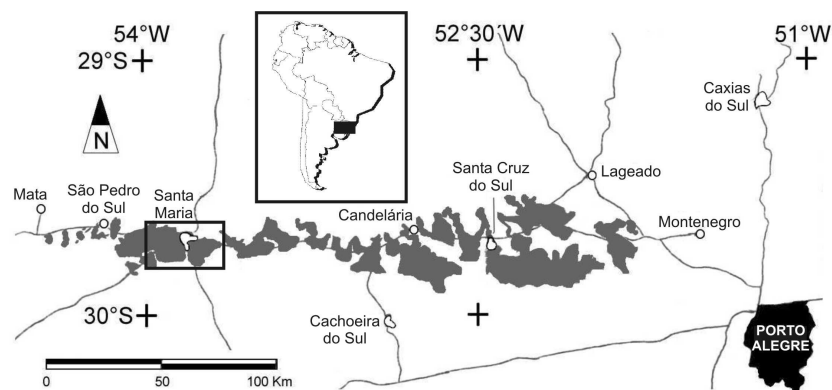 54°W
29°S
52°30'W
51°W
Caxias
do Sul
N
Mata
São Pedro
do Sul
Santa
Maria
Candelária
Santa Cruz
do Sul
Lageado
Montenegro
30°S
Cachoeira
do Sul
PORTO
ALEGRE
0 50 100 Km